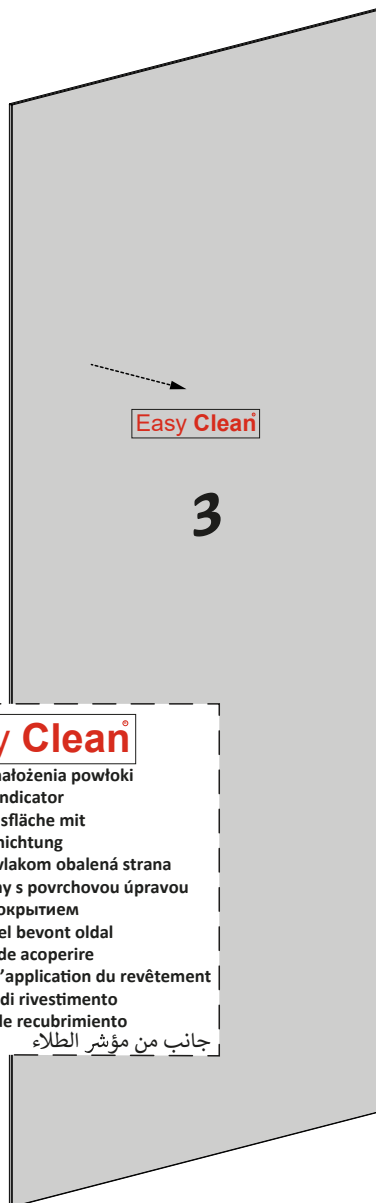 Easy Clean®
3
y Clean®
nałożenia powłoki
indicator
sfläche mit
hichtung
vlakom obalená strana
ny s povrchovou úpravou
окрытием
el bevont oldal
de acoperire
l'application du revêtement
di rivestimento
de recubrimiento
جانب من مؤشر الطلاء